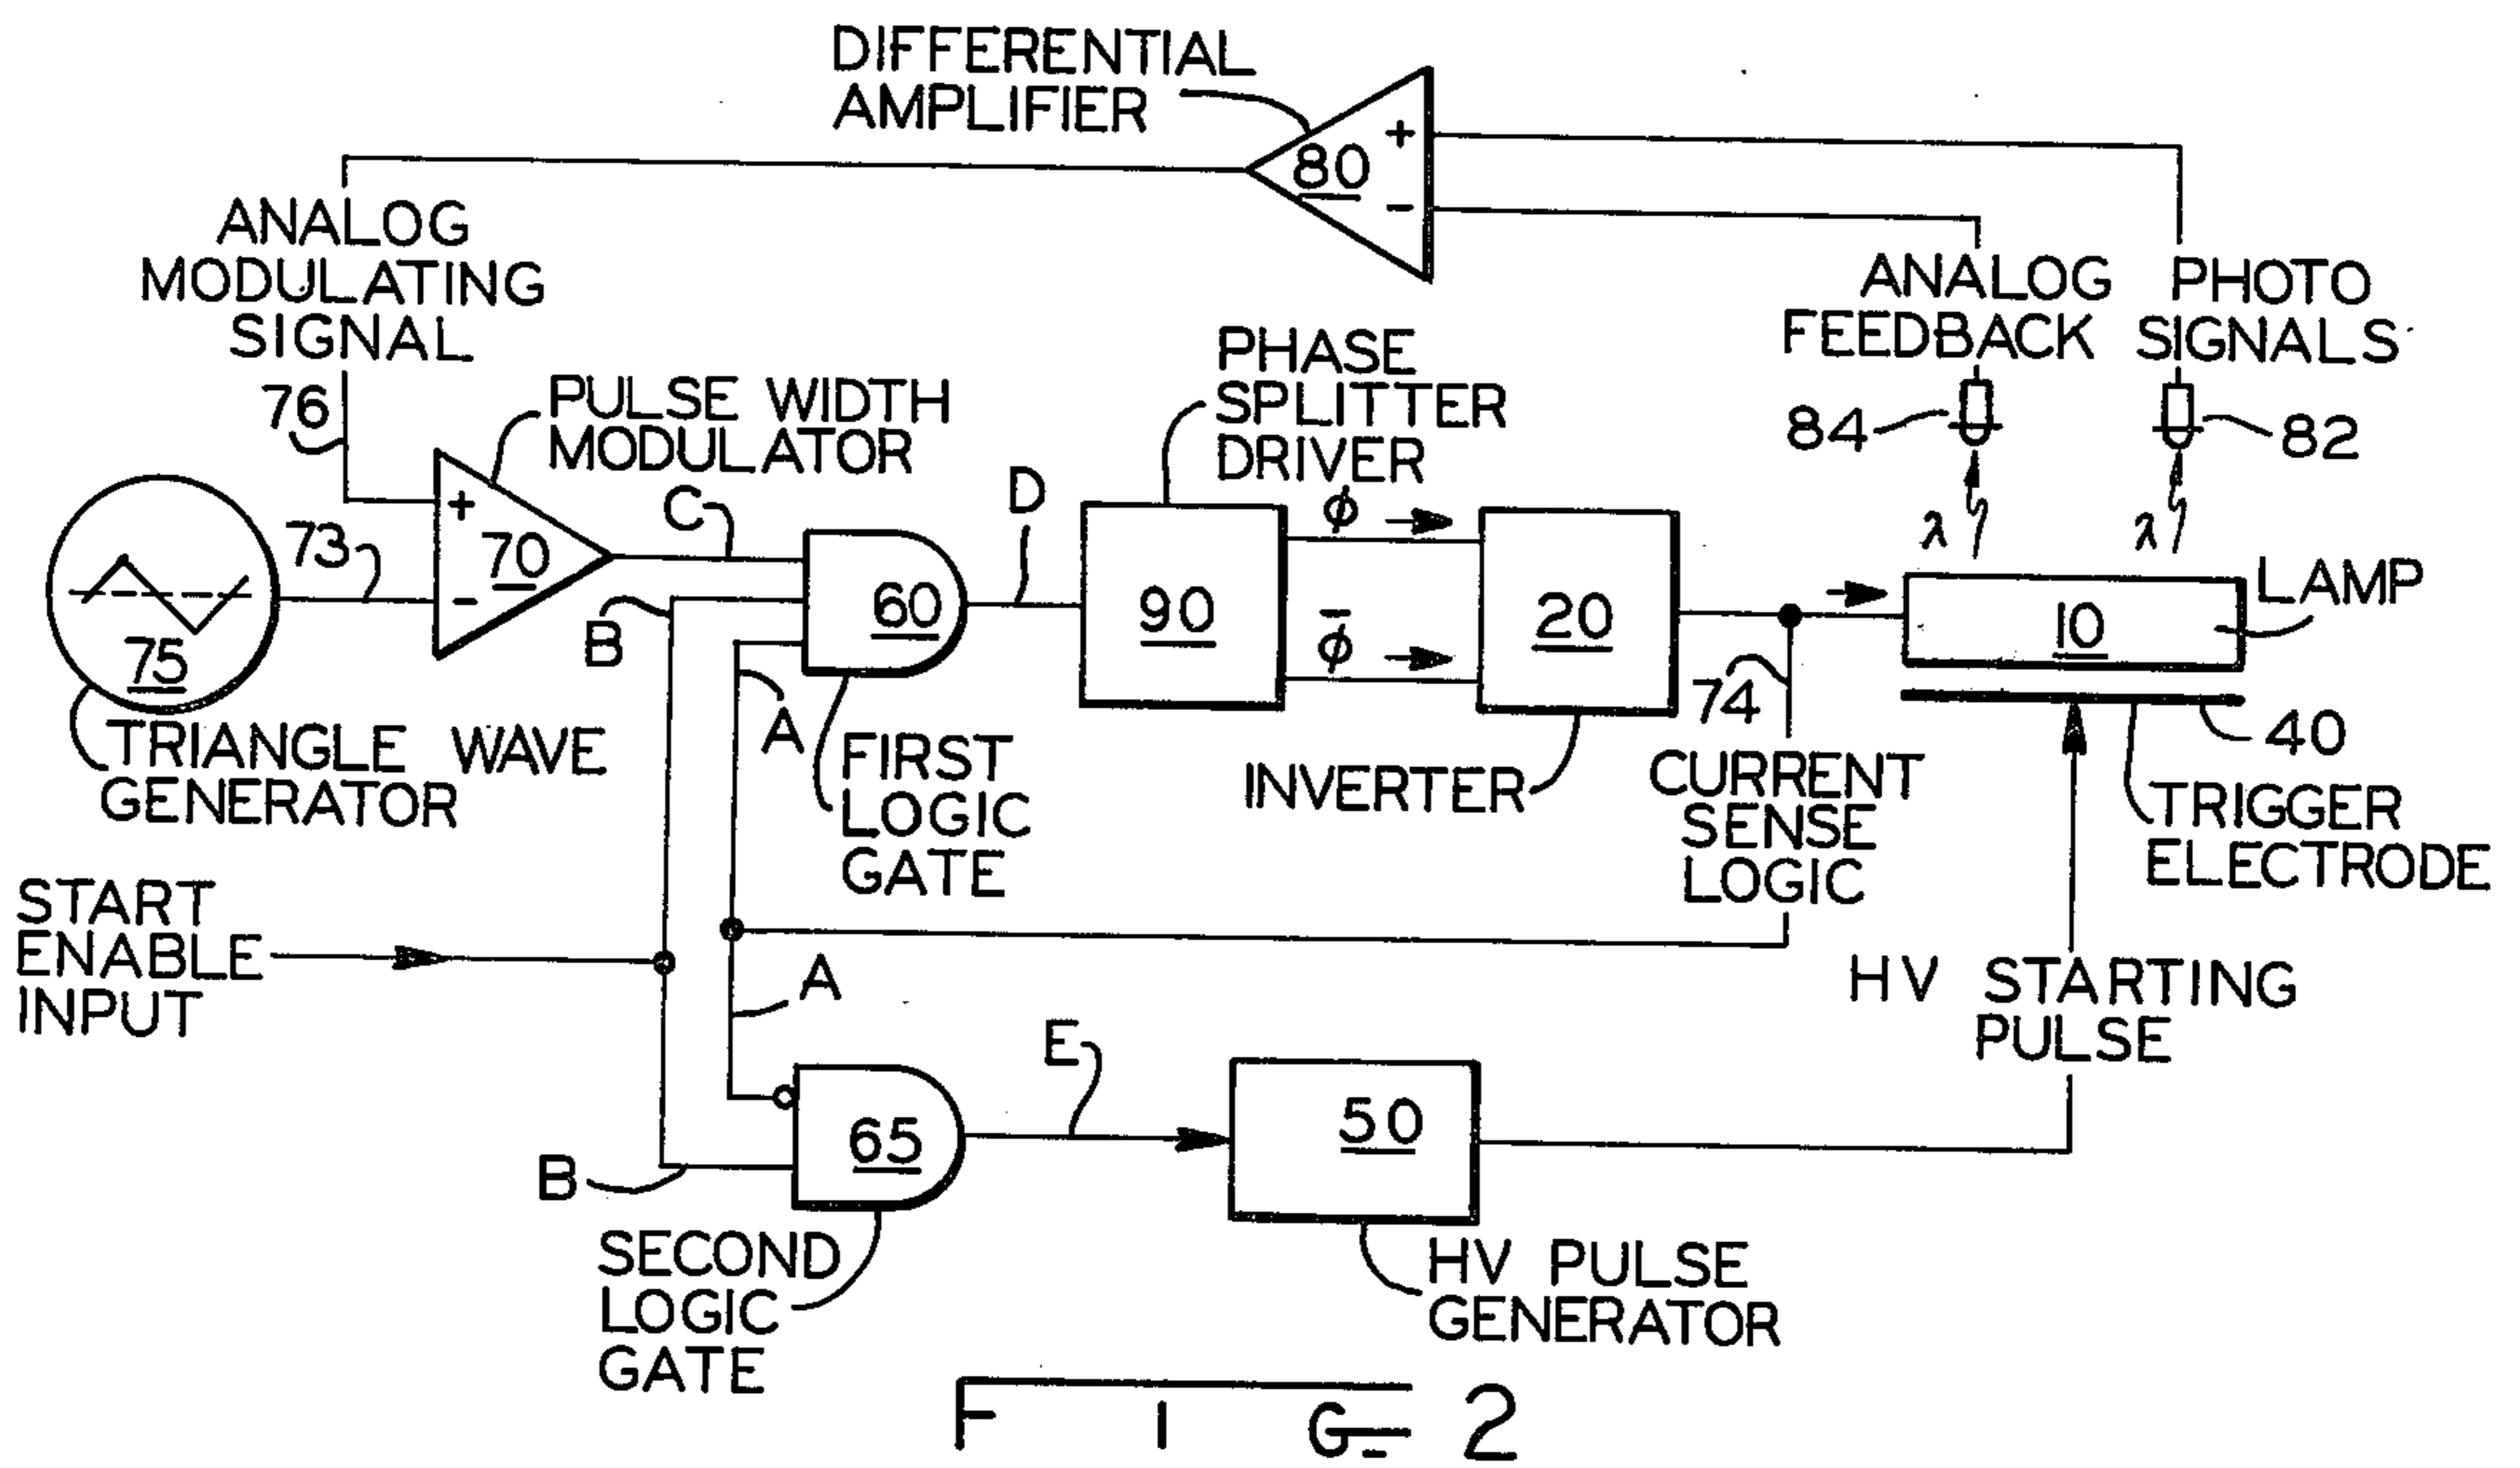 DIFFERENTIAL
AMPLIFIER
80
+
-
ANALOG
MODULATING
SIGNAL
76
ANALOG
FEEDBACK
PHOTO
SIGNALS
84
82
λ
λ
PULSE WIDTH
MODULATOR
PHASE
SPLITTER
DRIVER
+
-
70
73
75
TRIANGLE WAVE
GENERATOR
C
B
A
60
D
90
ϕ
ϕ̅
20
74
10
LAMP
40
FIRST
LOGIC
GATE
INVERTER
CURRENT
SENSE
LOGIC
TRIGGER
ELECTRODE
START
ENABLE
INPUT
A
HV STARTING
PULSE
E
65
50
B
SECOND
LOGIC
GATE
HV PULSE
GENERATOR
FIG_ 2